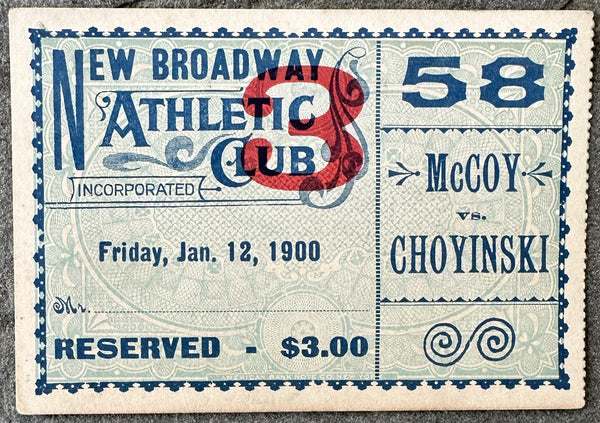 NEW BROADWAY
ATHLETIC
CLUB
INCORPORATED
3
Friday, Jan. 12, 1900
Mr.
RESERVED - $3.00
58
McCOY
vs.
CHOYINSKI